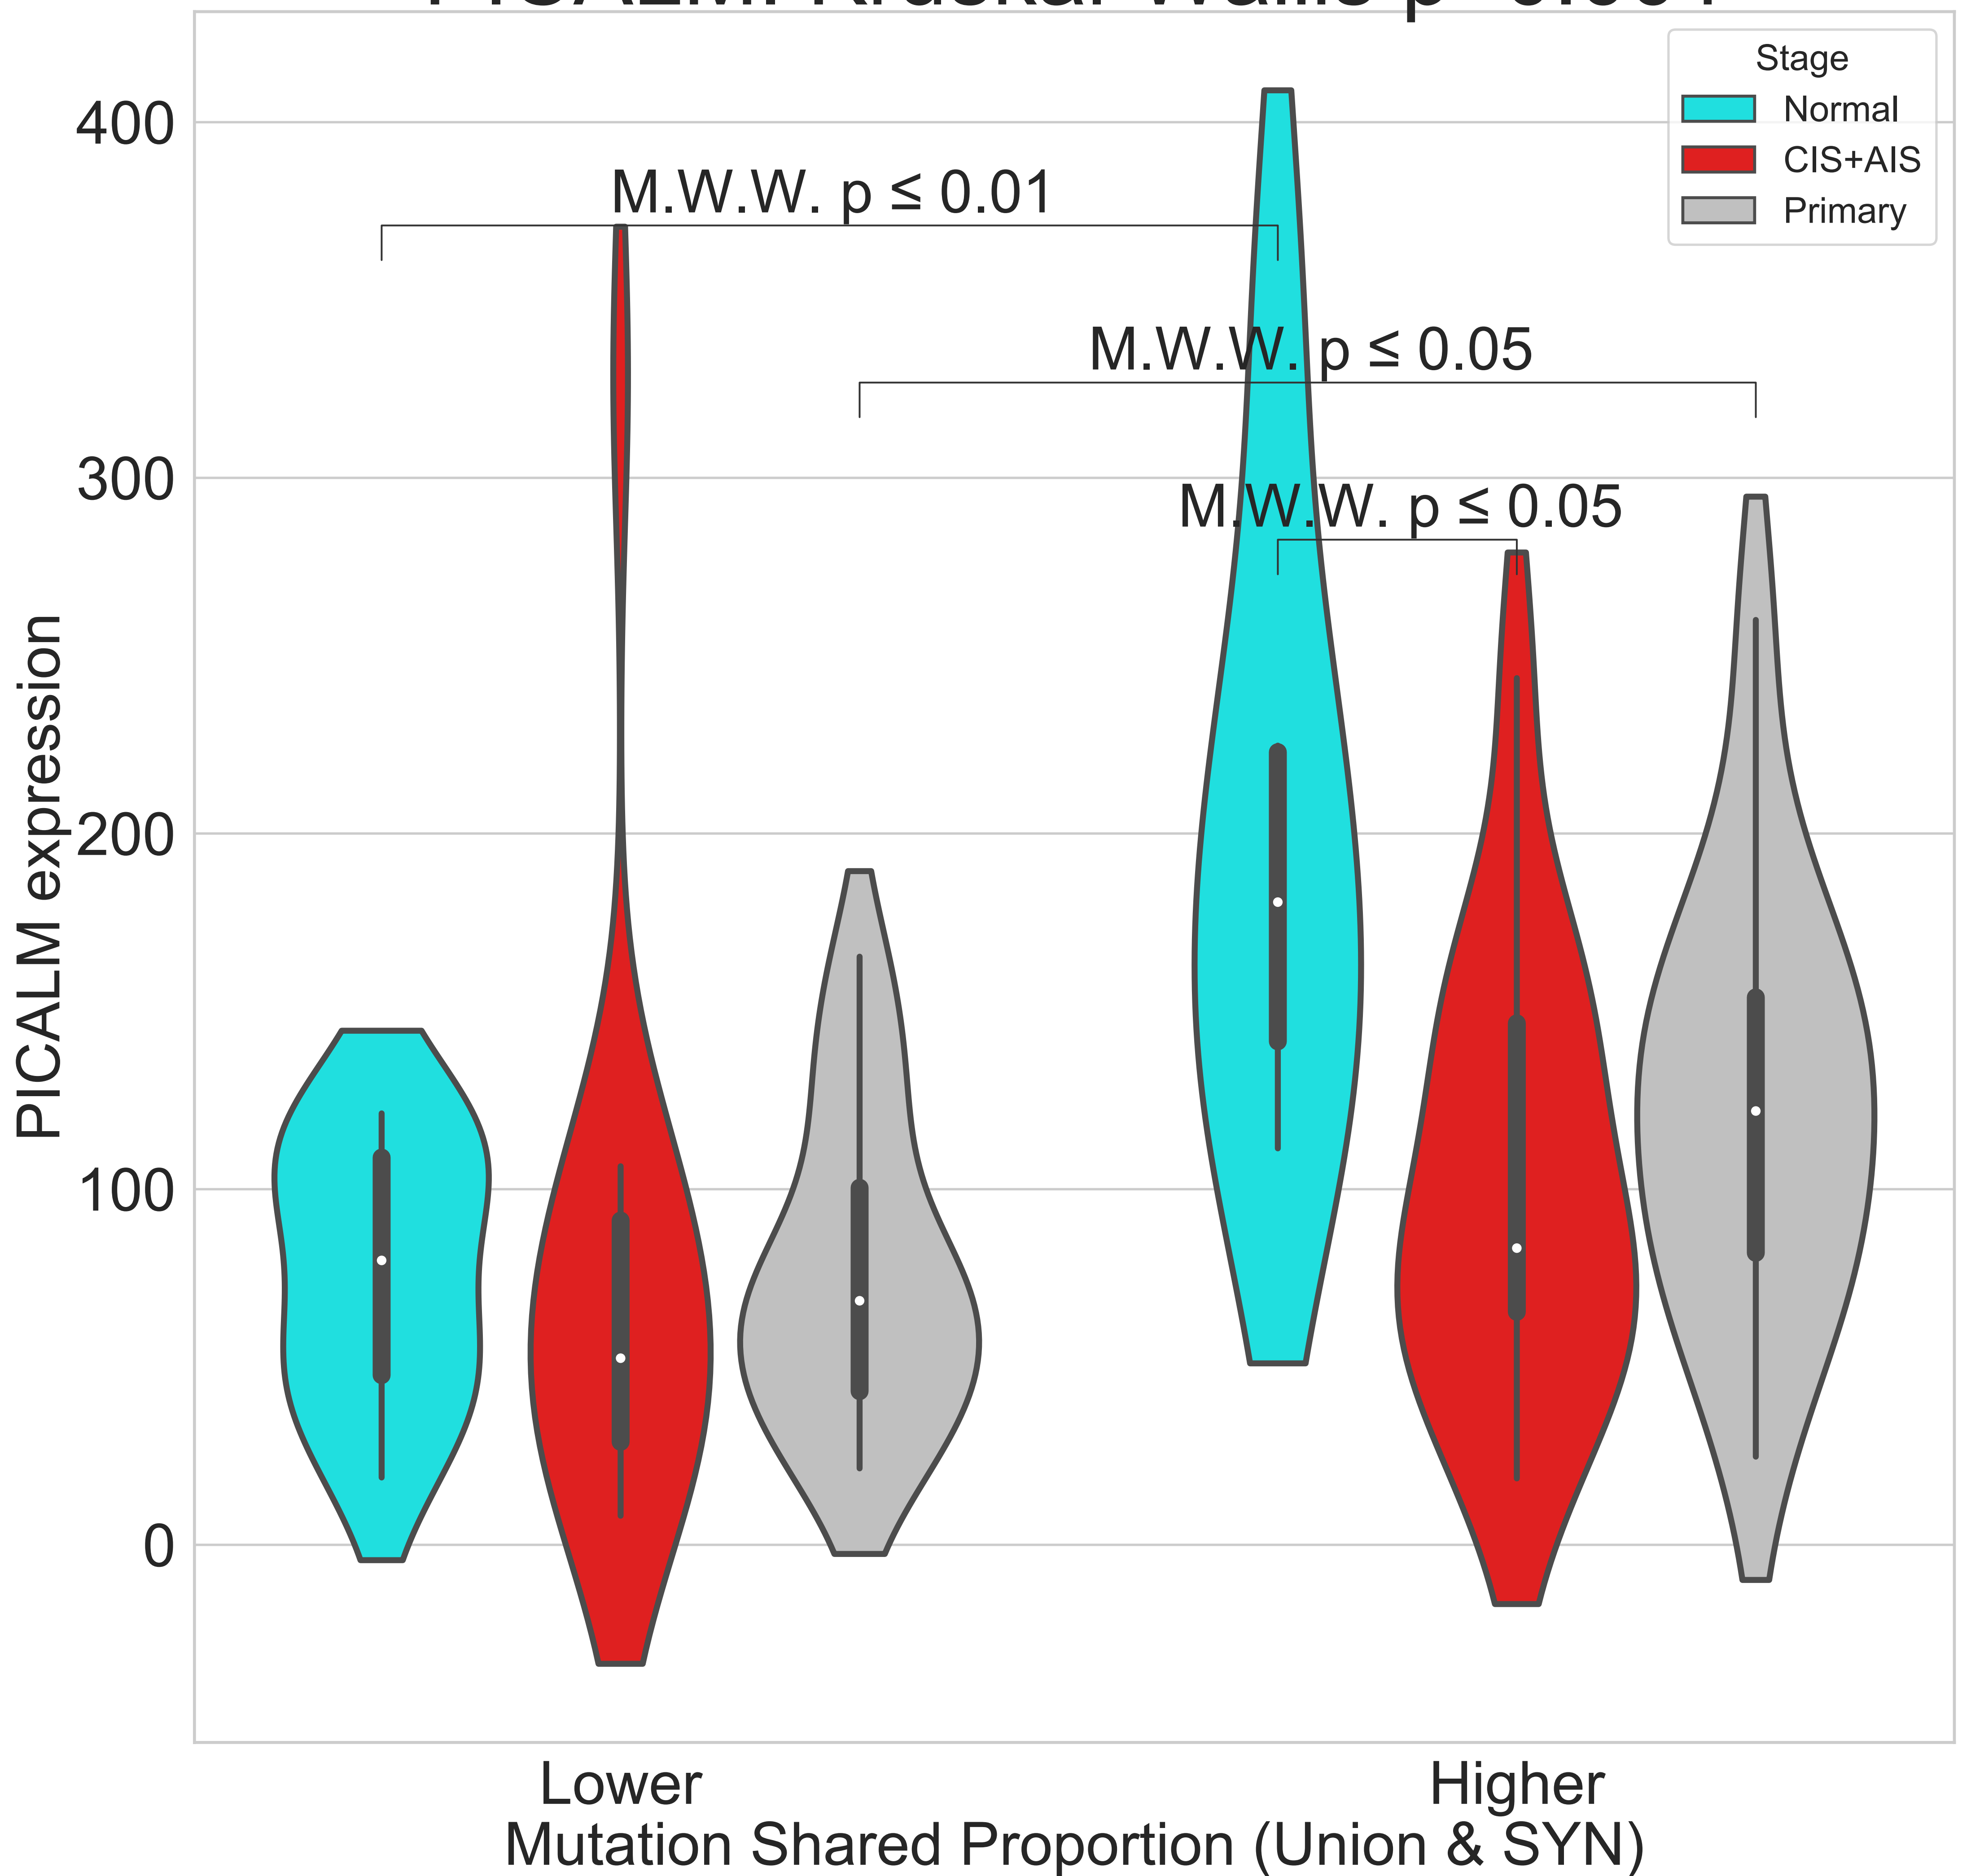 Stage
Normal
CIS+AIS
Primary
400
300
200
100
0
PICALM expression
M.W.W. p ≤ 0.01
M.W.W. p ≤ 0.05
M.W.W. p ≤ 0.05
Lower
Higher
Mutation Shared Proportion (Union & SYN)